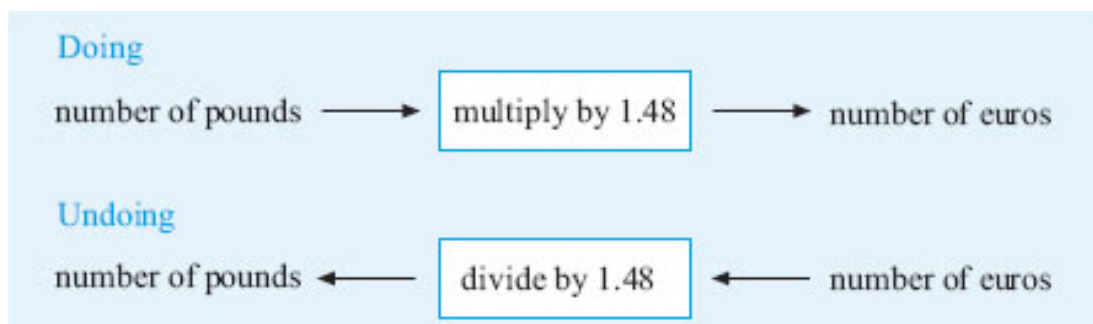 Doing
number of pounds multiply by 1.48 number of euros
Undoing
number of pounds divide by 1.48 number of euros